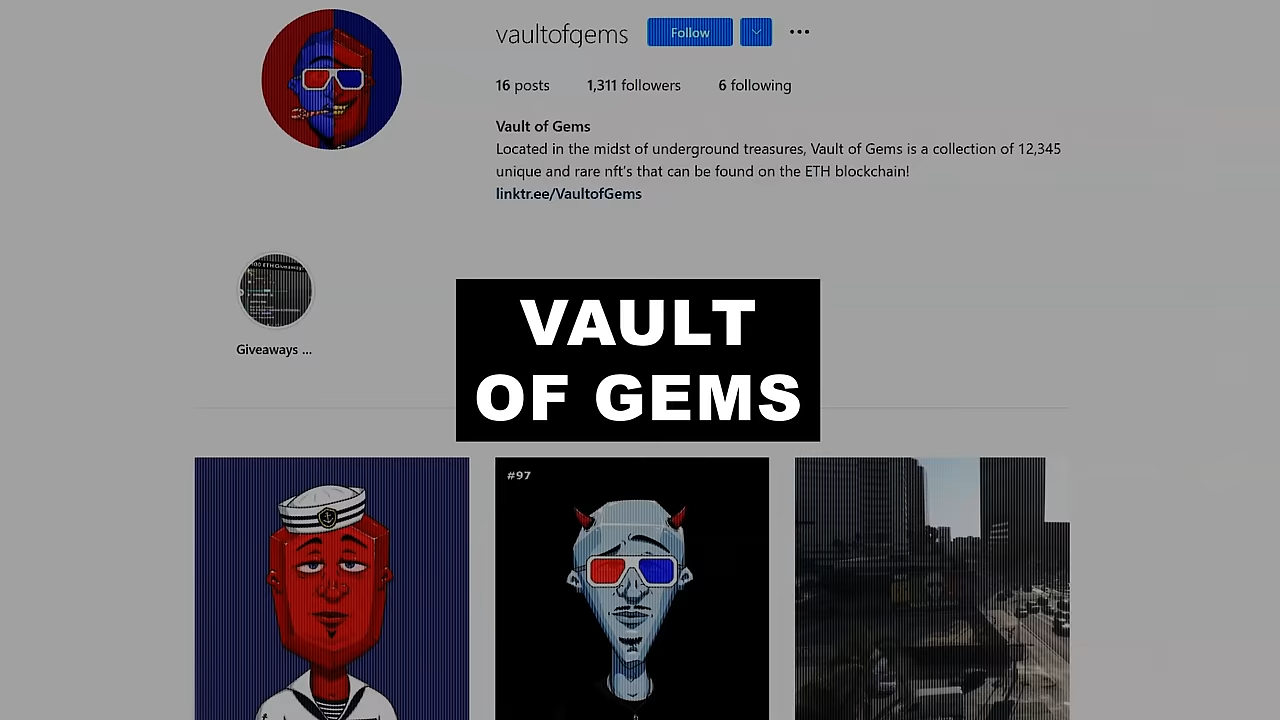 vaultofgems
Follow
16 posts
1,311 followers
6 following
Vault of Gems
Located in the midst of underground treasures, Vault of Gems is a collection of 12,345
unique and rare nft's that can be found on the ETH blockchain!
linktr.ee/VaultofGems
Giveaways ...
VAULT
OF GEMS
#97